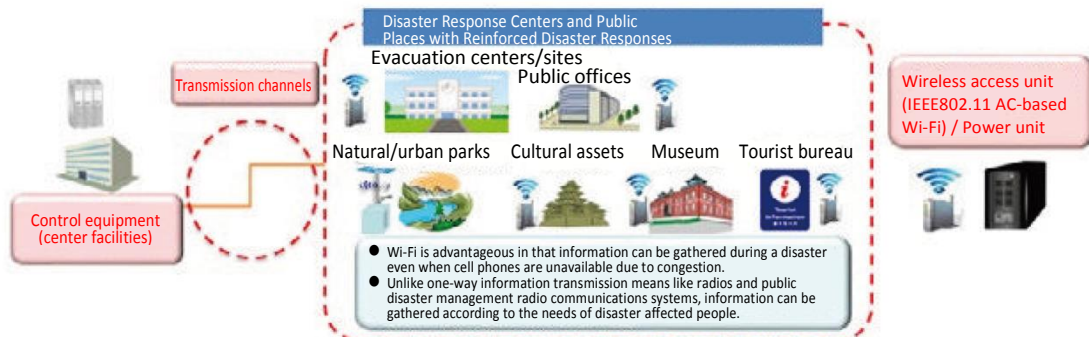 Disaster Response Centers and Public
Places with Reinforced Disaster Responses
Evacuation centers/sites
Public offices
Transmission channels
Wireless access unit
(IEEE802.11 AC-based
Wi-Fi) / Power unit
Natural/urban parks
Cultural assets
Museum
Tourist bureau
Control equipment
(center facilities)
● Wi-Fi is advantageous in that information can be gathered during a disaster
even when cell phones are unavailable due to congestion.
● Unlike one-way information transmission means like radios and public
disaster management radio communications systems, information can be
gathered according to the needs of disaster affected people.